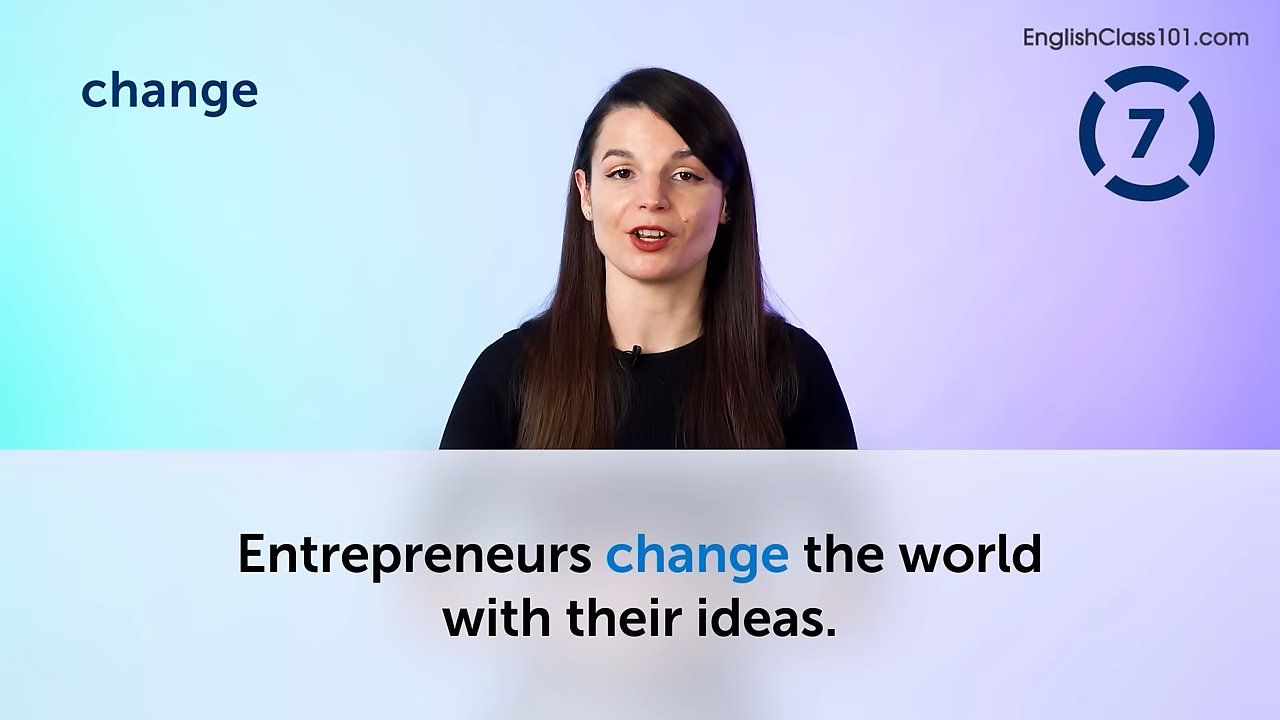 EnglishClass101.com
change
7
Entrepreneurs change the world
with their ideas.